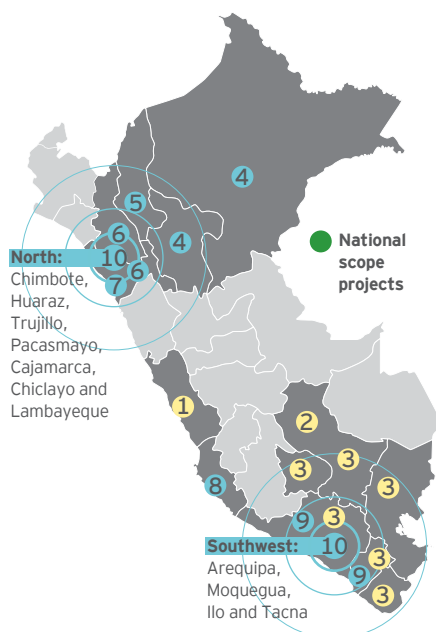 4
5
4
6
National
scope
projects
North:
10
6
7
Chimbote,
Huaraz,
Trujillo,
Pacasmayo,
Cajamarca,
Chiclayo and
Lambayeque
1
2
3
3
3
8
9
3
Southwest:
10
3
9
3
Arequipa,
Moquegua,
Ilo and Tacna